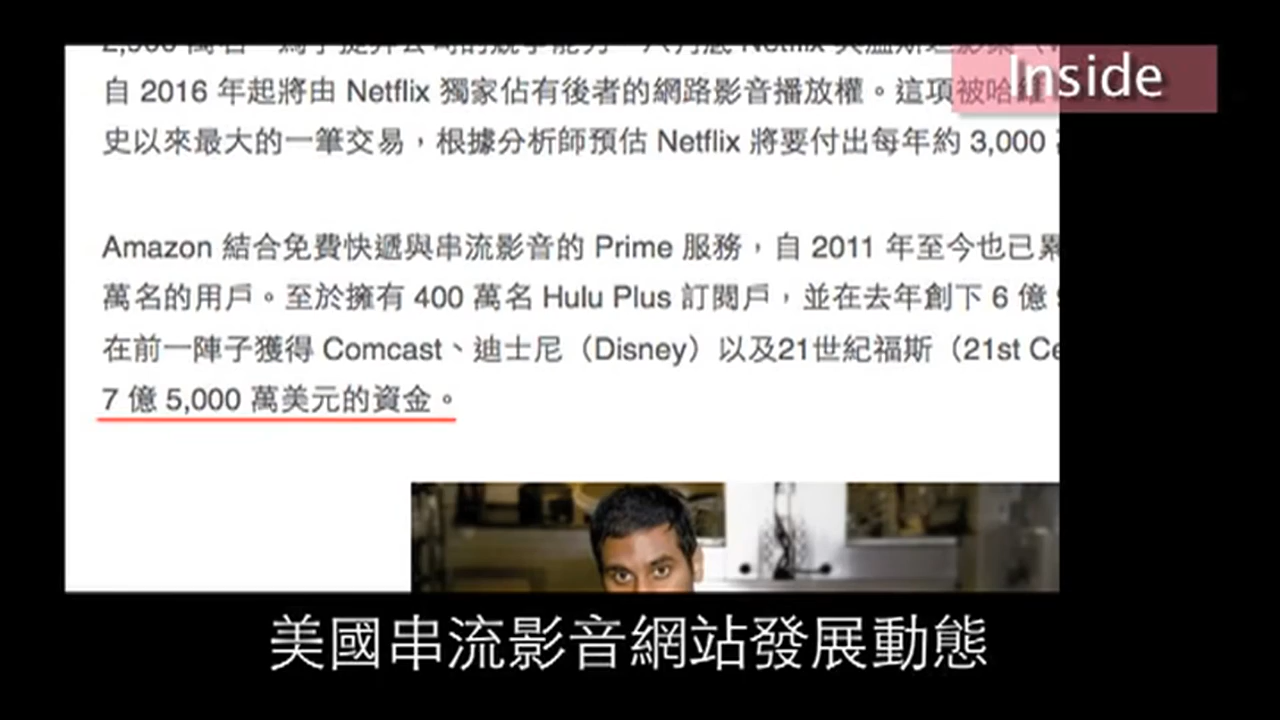 Inside
自 2016 年起將由 Netflix 獨家佔有後者的網路影音播放權。這項被哈
史以來最大的一筆交易，根據分析師預估 Netflix 將要付出每年約 3,000
Amazon 結合免費快遞與串流影音的 Prime 服務，自 2011 年至今也已累
萬名的用戶。至於擁有 400 萬名 Hulu Plus 訂閱戶，並在去年創下 6 億
在前一陣子獲得 Comcast、迪士尼（Disney）以及21世紀福斯（21st Ce
7 億 5,000 萬美元的資金。
美國串流影音網站發展動態